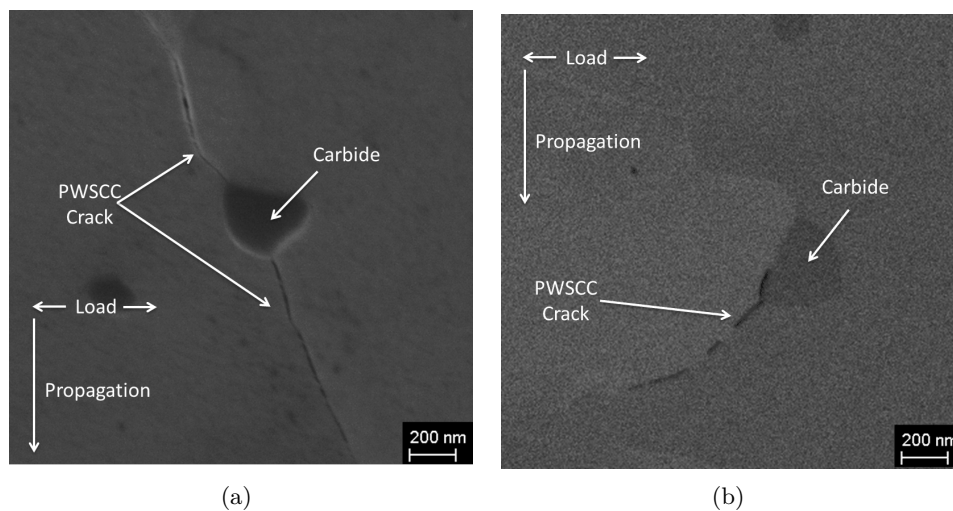 Carbide
PWSCC
Crack
Load
Propagation
200 nm
(a)
Load
Propagation
Carbide
PWSCC
Crack
200 nm
(b)